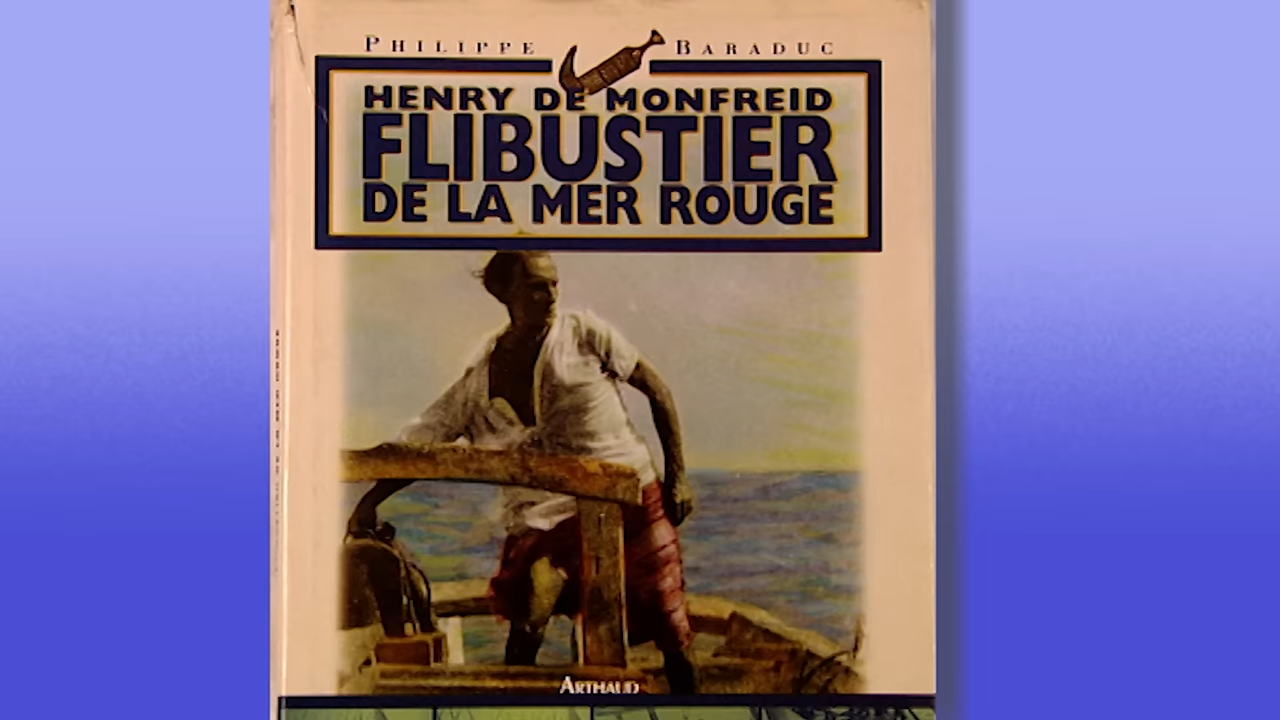 PHILIPPE BARADUC
HENRY DE MONFREID
FLIBUSTIER
DE LA MER ROUGE
ARTHAUD